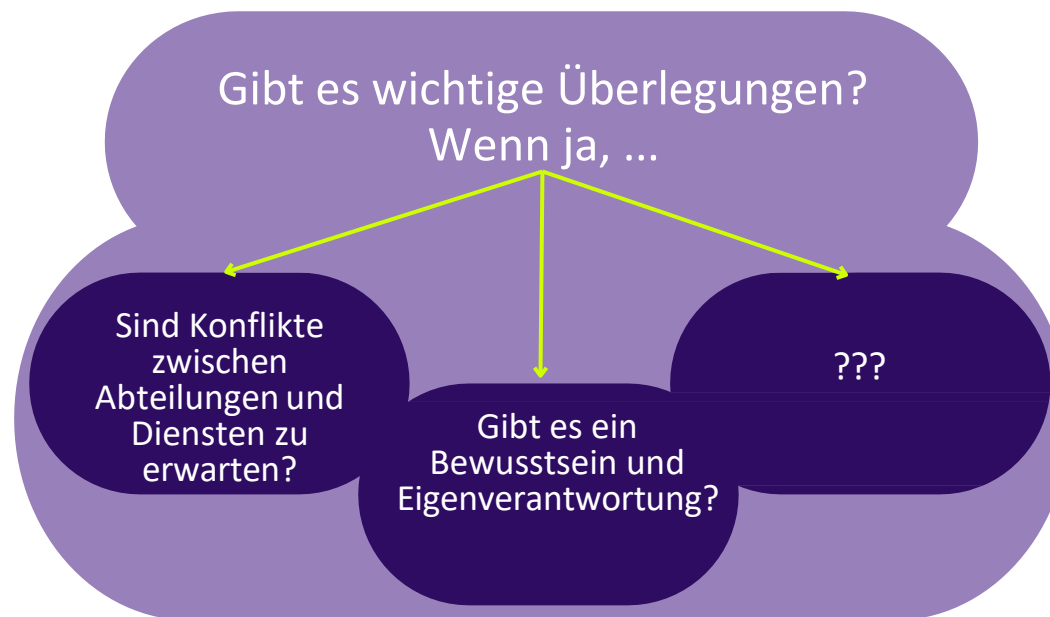 Gibt es wichtige Überlegungen?
Wenn ja, ...
Sind Konflikte
zwischen
Abteilungen und
Diensten zu
erwarten?
Gibt es ein
Bewusstsein und
Eigenverantwortung?
???